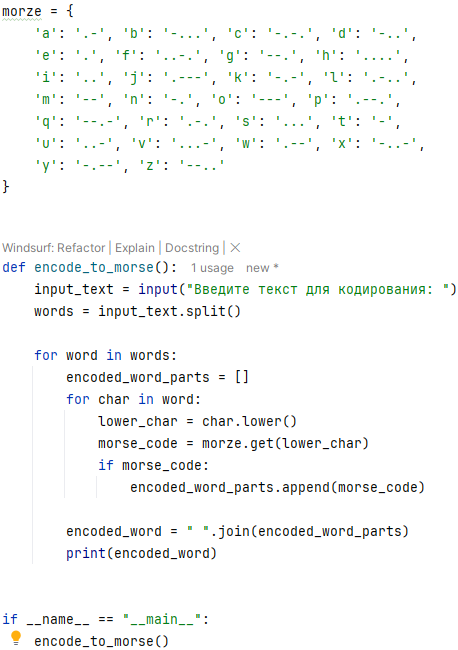 morze = {
    'a': '.-', 'b': '-...', 'c': '-.-.', 'd': '-..',
    'e': '.', 'f': '..-.', 'g': '--.', 'h': '....',
    'i': '..', 'j': '.---', 'k': '-.-', 'l': '.-..',
    'm': '--', 'n': '-.', 'o': '---', 'p': '.--.',
    'q': '--.-', 'r': '.-.', 's': '...', 't': '-',
    'u': '..-', 'v': '...-', 'w': '.--', 'x': '-..-',
    'y': '-.--', 'z': '--..'
}
Windsurf: Refactor | Explain | Docstring | ×
def encode_to_morse(): 1 usage new *
    input_text = input("Введите текст для кодирования: ")
    words = input_text.split()
    for word in words:
        encoded_word_parts = []
        for char in word:
            lower_char = char.lower()
            morse_code = morze.get(lower_char)
            if morse_code:
                encoded_word_parts.append(morse_code)
        encoded_word = " ".join(encoded_word_parts)
        print(encoded_word)
if __name__ == "__main__":
    encode_to_morse()